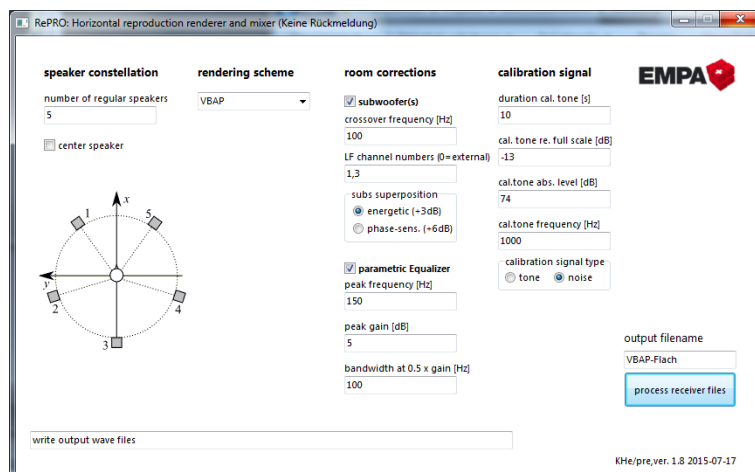 RePRO: Horizontal reproduction renderer and mixer (Keine Rückmeldung)
speaker constellation
number of regular speakers
5
center speaker
x
y
1
5
2
4
3
rendering scheme
VBAP
room corrections
subwoofer(s)
crossover frequency [Hz]
100
LF channel numbers (0=external)
1,3
subs superposition
energetic (+3dB)
phase-sens. (+6dB)
parametric Equalizer
peak frequency [Hz]
150
peak gain [dB]
5
bandwidth at 0.5 x gain [Hz]
100
calibration signal
duration cal. tone [s]
10
cal. tone re. full scale [dB]
-13
cal.tone abs. level [dB]
74
cal.tone frequency [Hz]
1000
calibration signal type
tone
noise
EMPA
output filename
VBAP-Flach
process receiver files
write output wave files
KHe/pre,ver. 1.8 2015-07-17